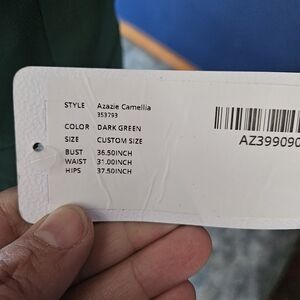 STYLE Azazie Camellia
353793
COLOR DARK GREEN
SIZE CUSTOM SIZE
BUST 36.50INCH
WAIST 31.00INCH
HIPS 37.50INCH
AZ399090